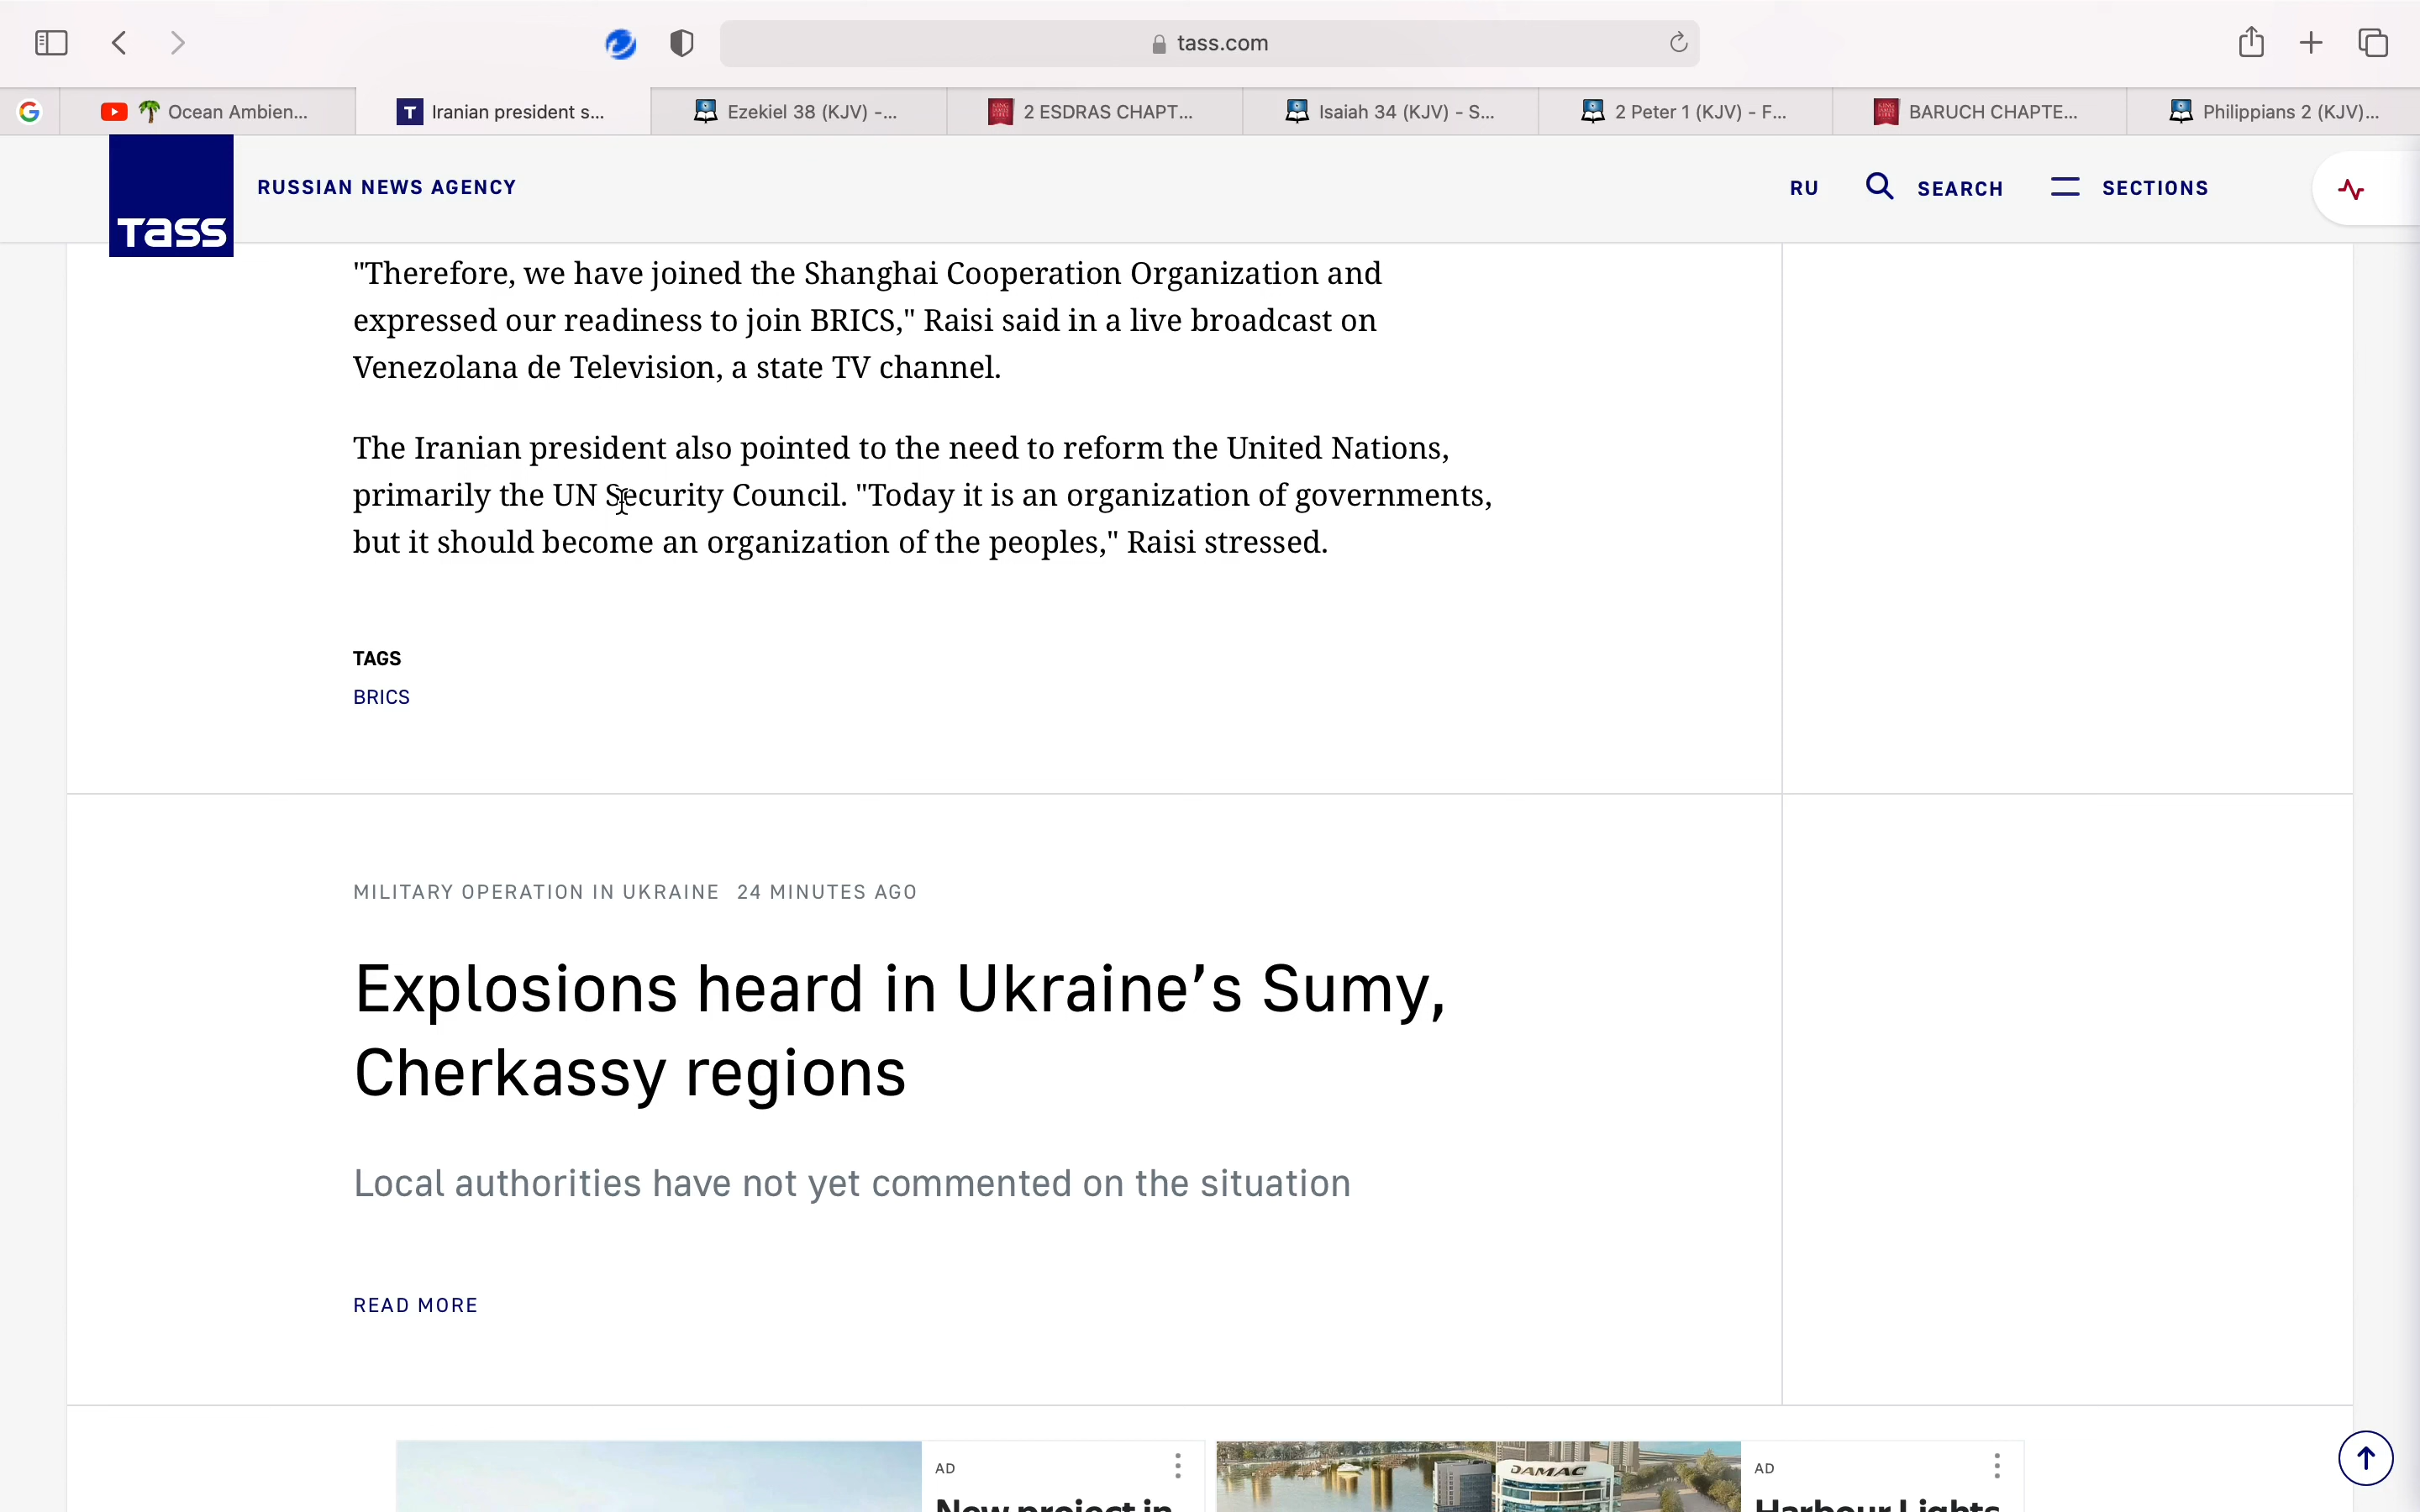 tass.com
Ocean Ambien...
Iranian president s...
Ezekiel 38 (KJV) -...
2 ESDRAS CHAPT...
Isaiah 34 (KJV) - S...
2 Peter 1 (KJV) - F...
BARUCH CHAPTE...
Philippians 2 (KJV)...
Tass
RUSSIAN NEWS AGENCY
RU
SEARCH
SECTIONS
"Therefore, we have joined the Shanghai Cooperation Organization and
expressed our readiness to join BRICS," Raisi said in a live broadcast on
Venezolana de Television, a state TV channel.
The Iranian president also pointed to the need to reform the United Nations,
primarily the UN Security Council. "Today it is an organization of governments,
but it should become an organization of the peoples," Raisi stressed.
TAGS
BRICS
MILITARY OPERATION IN UKRAINE 24 MINUTES AGO
Explosions heard in Ukraine’s Sumy,
Cherkassy regions
Local authorities have not yet commented on the situation
READ MORE
AD
New project in
DAMAC
AD
Harbour Lights